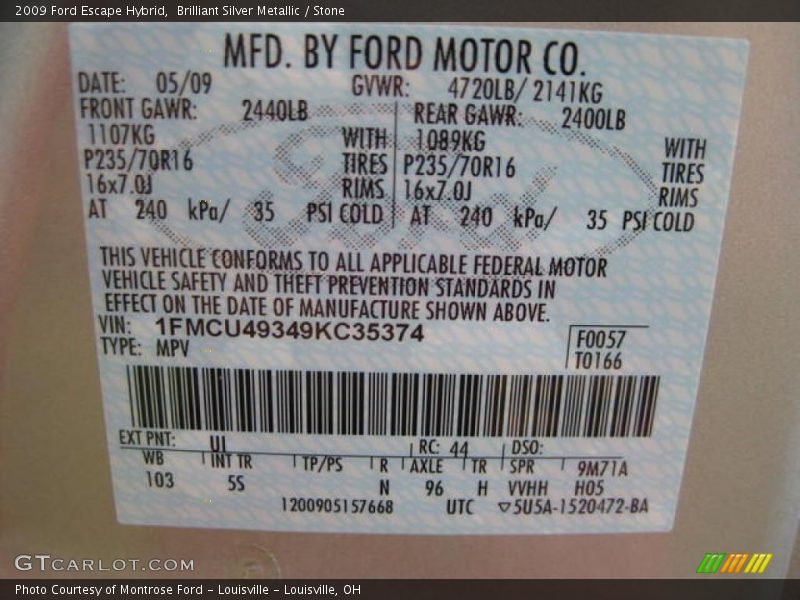 2009 Ford Escape Hybrid, Brilliant Silver Metallic / Stone
MFD. BY FORD MOTOR CO.
DATE: 05/09 GVWR: 4720LB/ 2141KG
FRONT GAWR: 2440LB REAR GAWR: 2400LB
1107KG WITH 1089KG WITH
P235/70R16 TIRES P235/70R16 TIRES
16x7.0J RIMS 16x7.0J RIMS
AT 240 kPa/ 35 PSI COLD AT 240 kPa/ 35 PSI COLD
THIS VEHICLE CONFORMS TO ALL APPLICABLE FEDERAL MOTOR
VEHICLE SAFETY AND THEFT PREVENTION STANDARDS IN
EFFECT ON THE DATE OF MANUFACTURE SHOWN ABOVE.
VIN: 1FMCU49349KC35374
TYPE: MPV
F0057
T0166
EXT PNT: UI RC: 44 DSO:
WB INT TR TP/PS R AXLE TR SPR 9M71A
103 5S N 96 H VVHH H05
1200905157668 UTC ▽5U5A-1520472-BA
GTCARLOT.COM
Photo Courtesy of Montrose Ford - Louisville - Louisville, OH